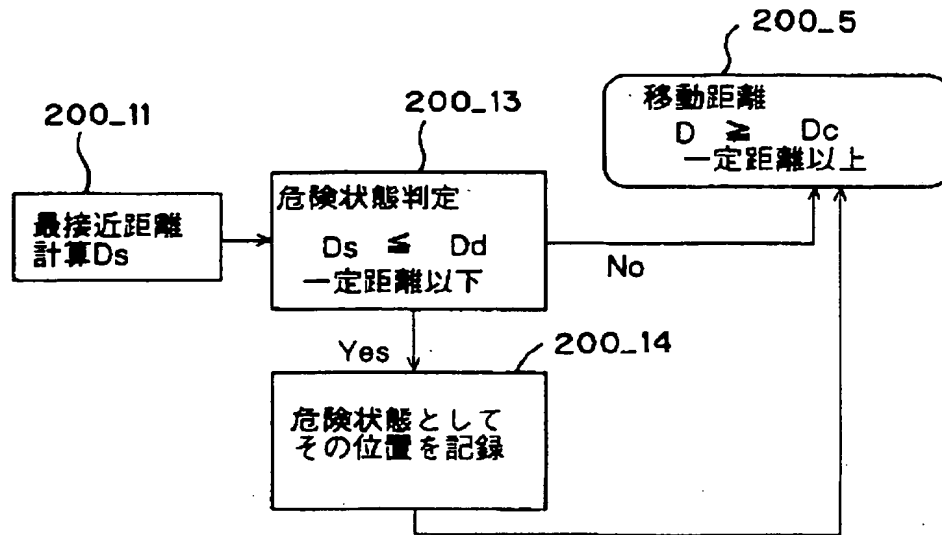 200_5
移動距離
D ≧ Dc
一定距離以上
200_13
200_11
危険状態判定
Ds ≦ Dd
一定距離以下
最接近距離
計算Ds
No
Yes
200_14
危険状態として
その位置を記録